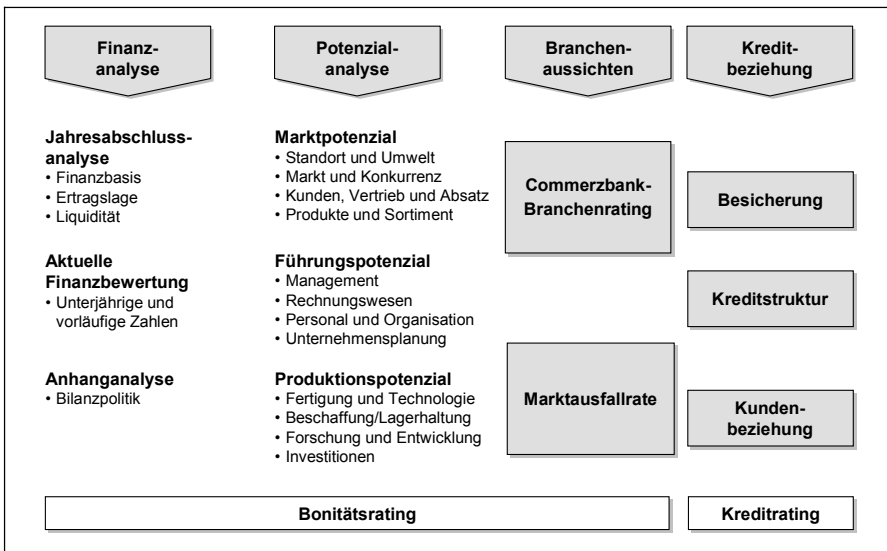 Finanz-
analyse
Potenzial-
analyse
Branchen-
aussichten
Kredit-
beziehung
Jahresabschluss-
analyse
• Finanzbasis
• Ertragslage
• Liquidität
Aktuelle
Finanzbewertung
• Unterjährige und
vorläufige Zahlen
Anhanganalyse
• Bilanzpolitik
Marktpotenzial
• Standort und Umwelt
• Markt und Konkurrenz
• Kunden, Vertrieb und Absatz
• Produkte und Sortiment
Führungspotenzial
• Management
• Rechnungswesen
• Personal und Organisation
• Unternehmensplanung
Produktionspotenzial
• Fertigung und Technologie
• Beschaffung/Lagerhaltung
• Forschung und Entwicklung
• Investitionen
Commerzbank-
Branchenrating
Marktausfallrate
Besicherung
Kreditstruktur
Kunden-
beziehung
Bonitätsrating
Kreditrating